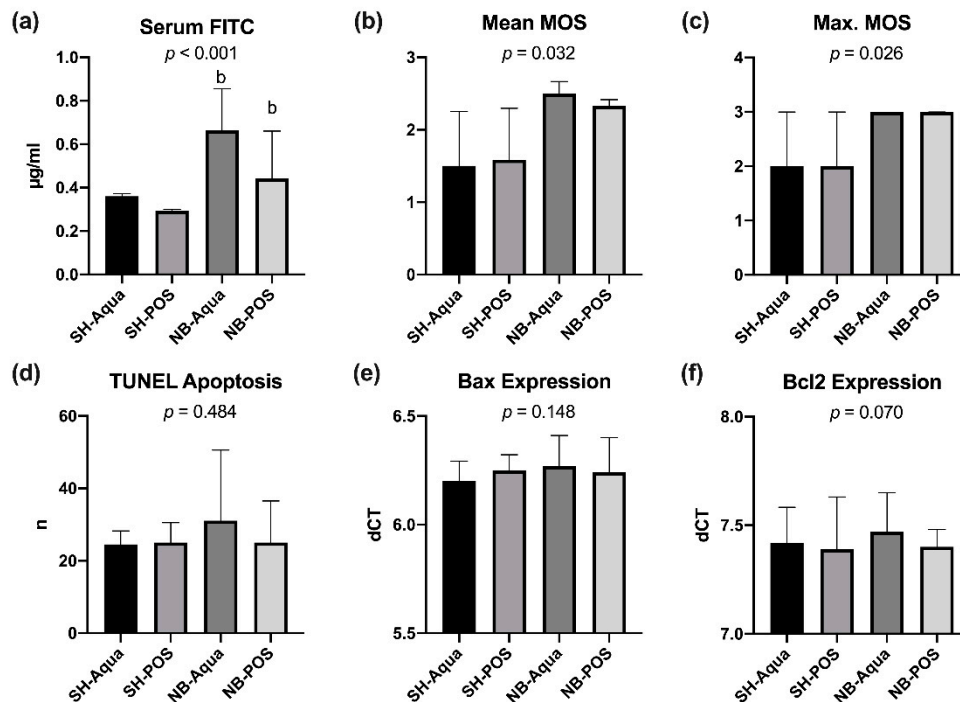 (a) Serum FITC
p < 0.001
b
b
µg/ml
1.0
0.8
0.6
0.4
0.2
0.0
SH-Aqua
SH-POS
NB-Aqua
NB-POS
(b) Mean MOS
p = 0.032
3
2
1
0
SH-Aqua
SH-POS
NB-Aqua
NB-POS
(c) Max. MOS
p = 0.026
4
3
2
1
0
SH-Aqua
SH-POS
NB-Aqua
NB-POS
(d) TUNEL Apoptosis
p = 0.484
n
60
40
20
0
SH-Aqua
SH-POS
NB-Aqua
NB-POS
(e) Bax Expression
p = 0.148
dCT
6.5
6.0
5.5
SH-Aqua
SH-POS
NB-Aqua
NB-POS
(f) Bcl2 Expression
p = 0.070
dCT
8.0
7.5
7.0
SH-Aqua
SH-POS
NB-Aqua
NB-POS